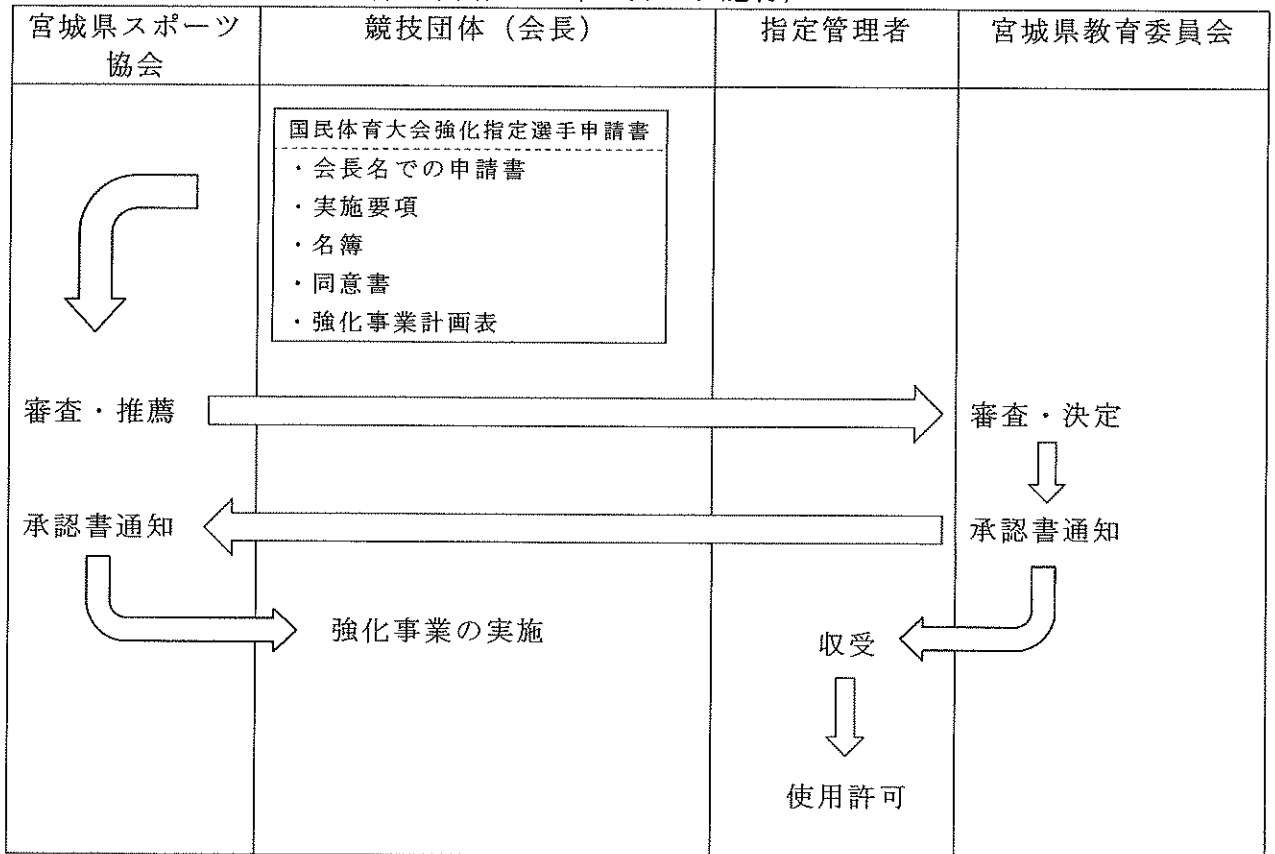 宮城県スポーツ
協会
競技団体（会長）
指定管理者
宮城県教育委員会
国民体育大会強化指定選手申請書
・会長名での申請書
・実施要項
・名簿
・同意書
・強化事業計画表
審査・推薦
審査・決定
承認書通知
承認書通知
強化事業の実施
収受
使用許可